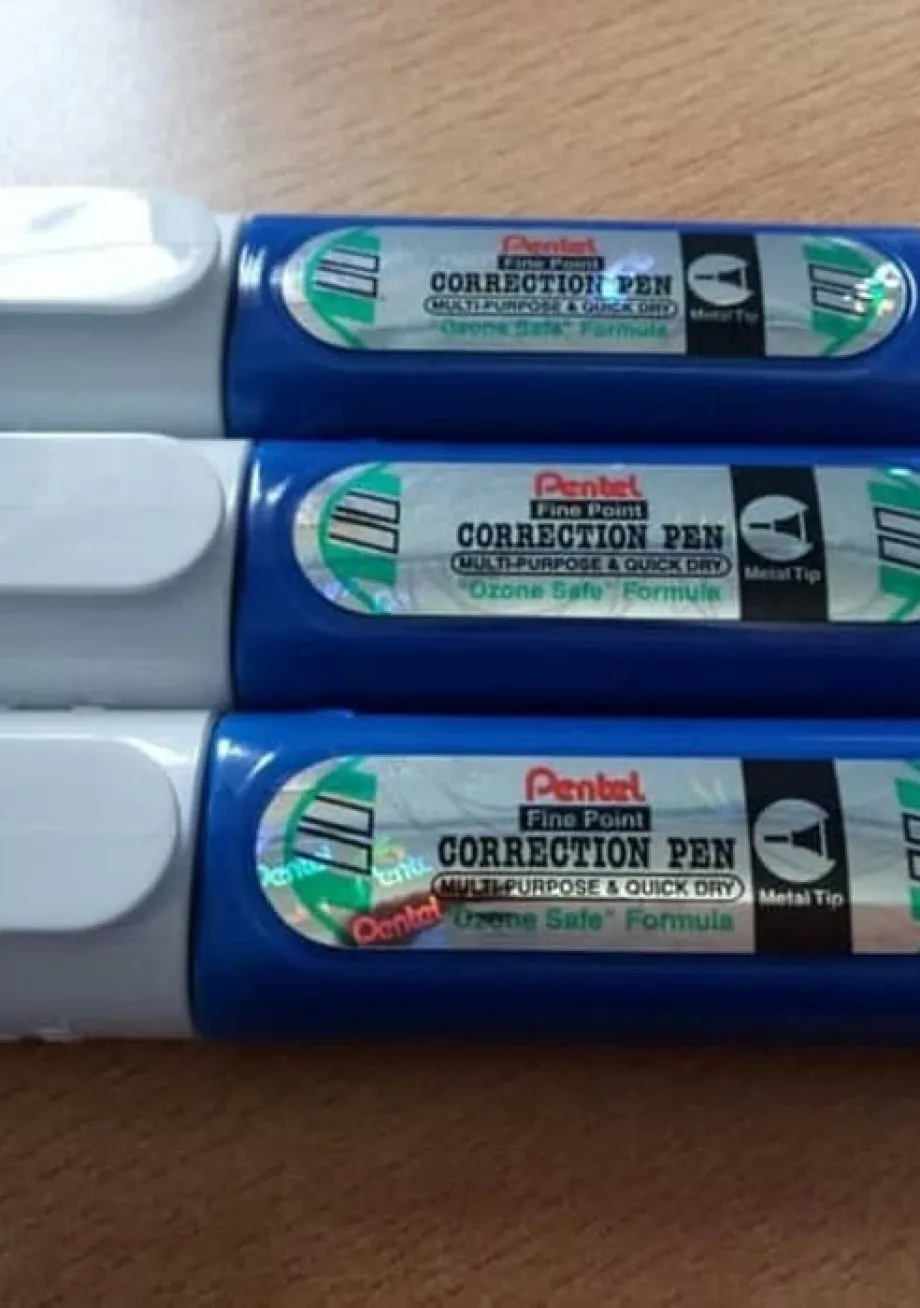 Pentel
Fine Point
CORRECTION PEN
MULTI-PURPOSE & QUICK DRY
"Ozone Safe" Formula
Metal Tip
Pentel
Fine Point
CORRECTION PEN
MULTI-PURPOSE & QUICK DRY
"Ozone Safe" Formula
Metal Tip
Pentel
Fine Point
CORRECTION PEN
MULTI-PURPOSE & QUICK DRY
"Ozone Safe" Formula
Metal Tip
Pentel
Pentel